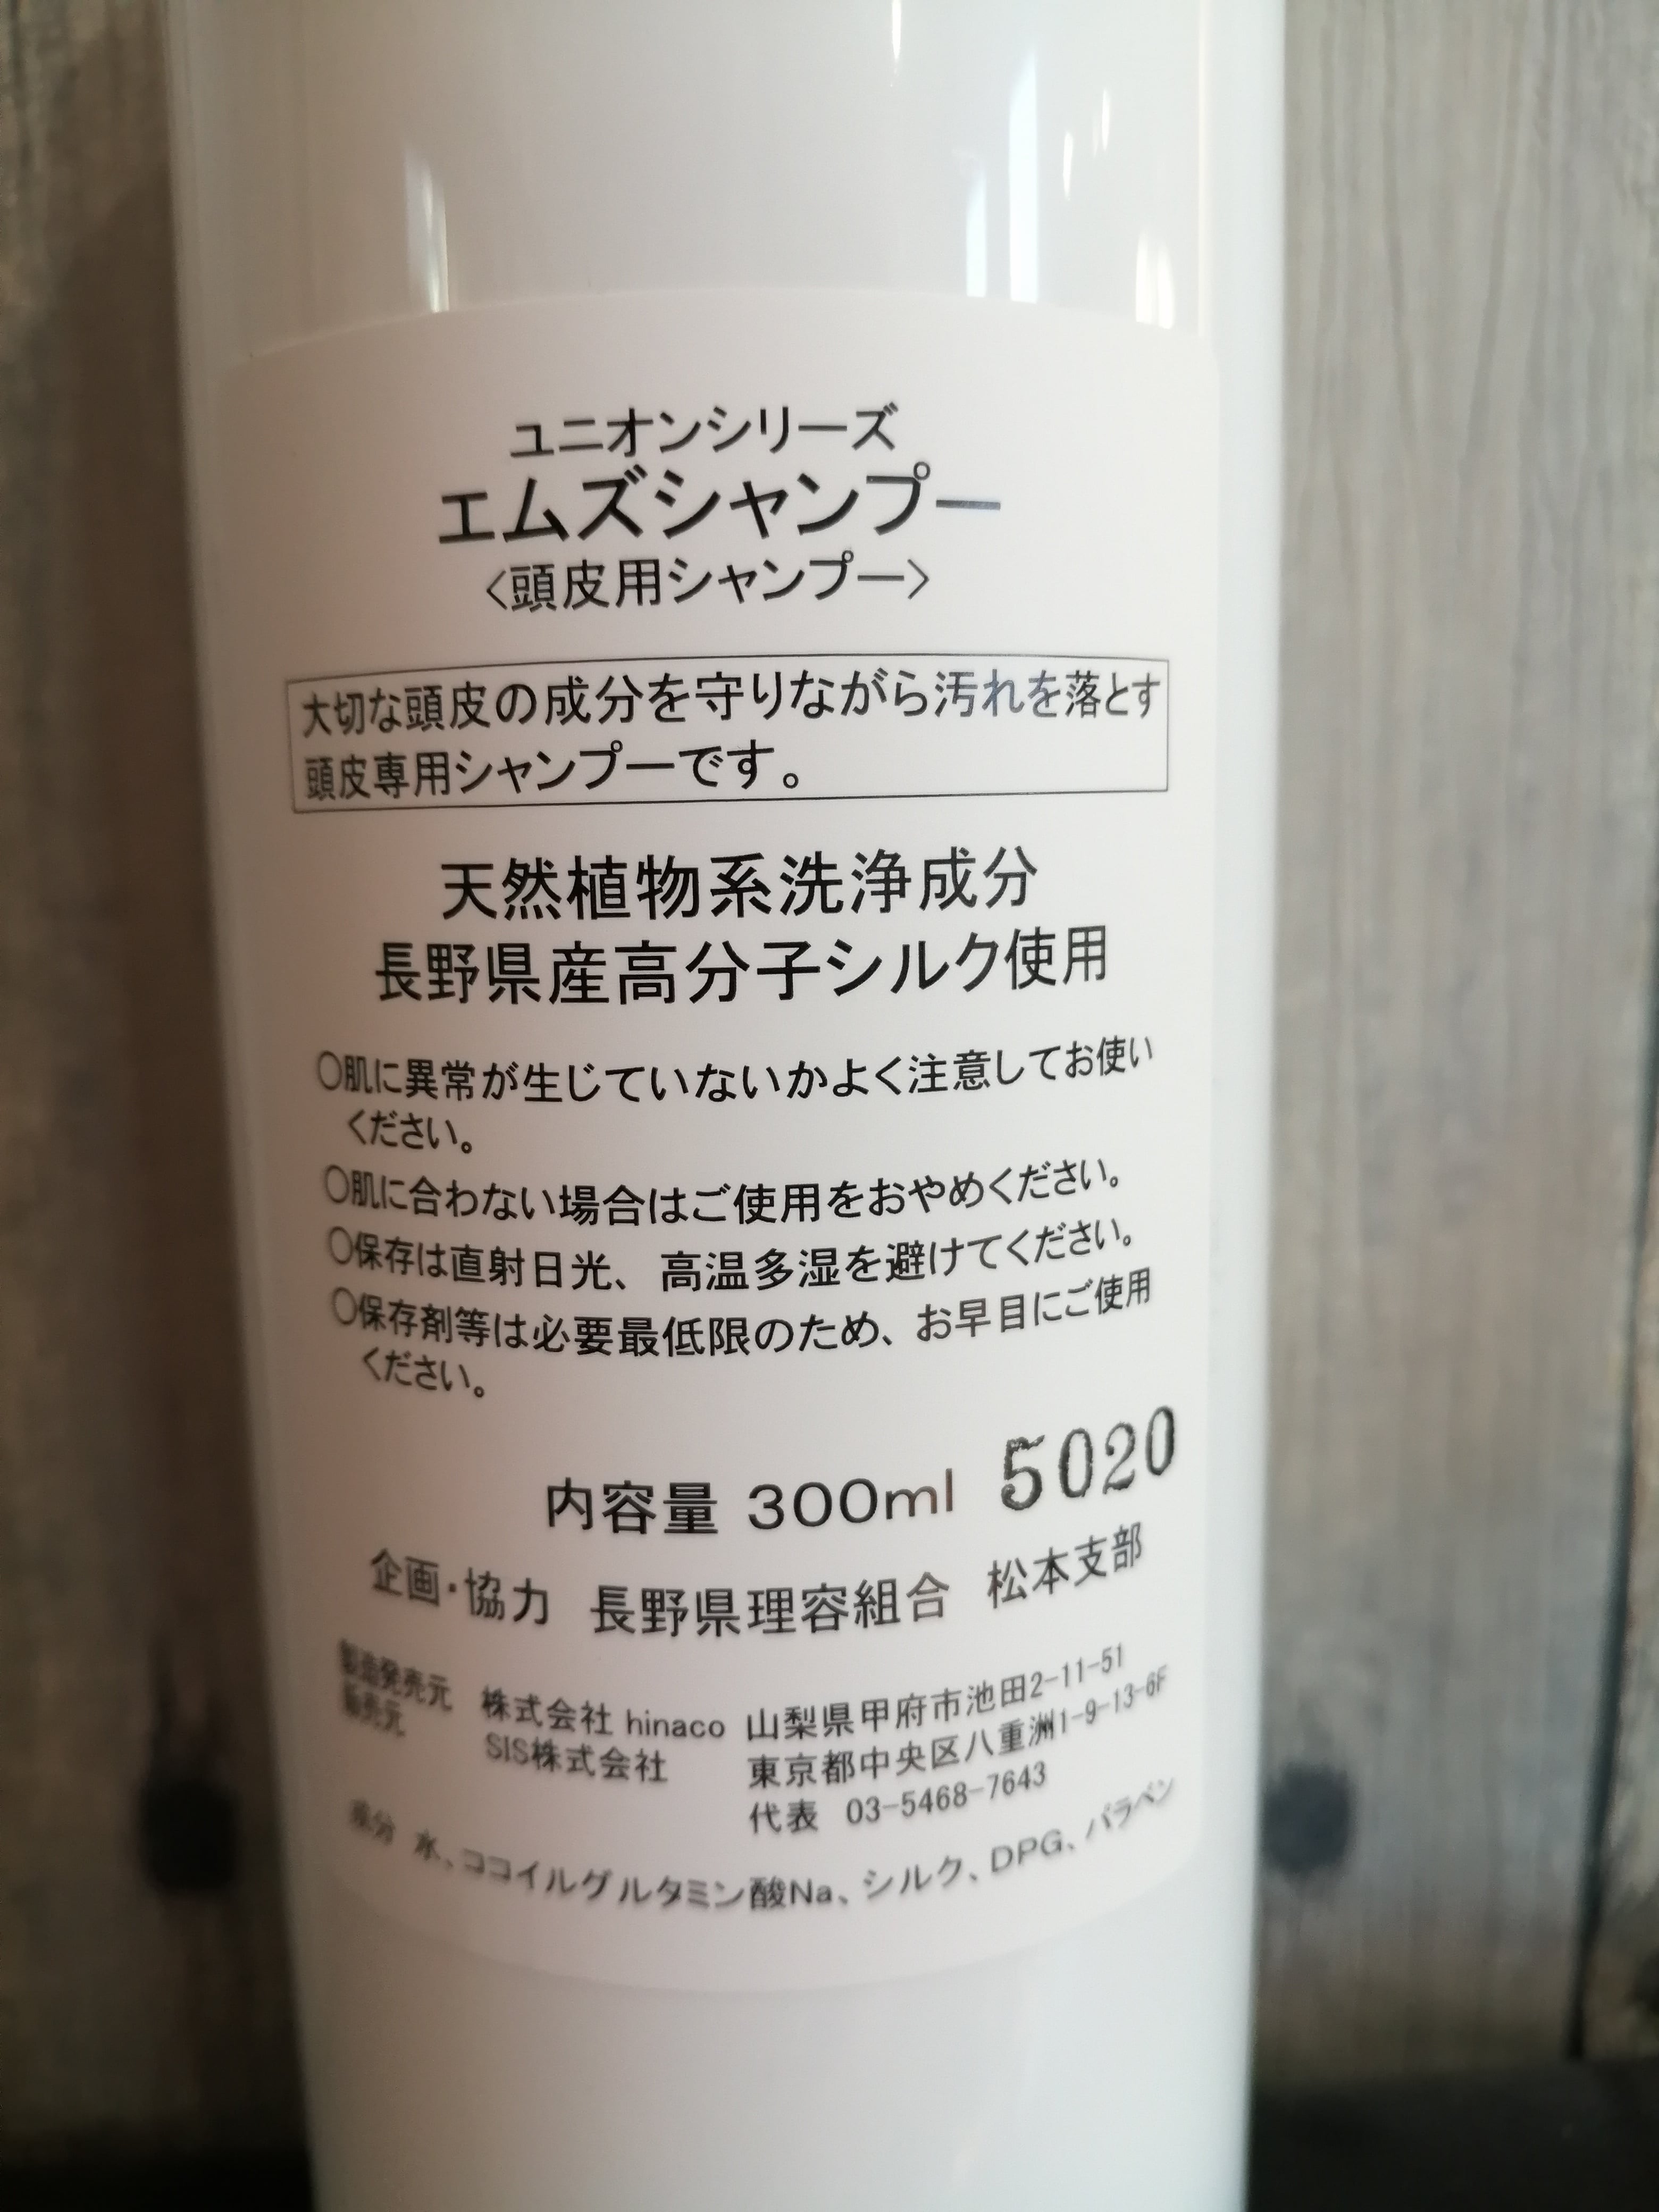 ユニオンシリーズ
エムズシャンプー
〈頭皮用シャンプー〉
大切な頭皮の成分を守りながら汚れを落とす
頭皮専用シャンプーです。
天然植物系洗浄成分
長野県産高分子シルク使用
○肌に異常が生じていないかよく注意してお使い
ください。
○肌に合わない場合はご使用をおやめください。
○保存は直射日光、高温多湿を避けてください。
○保存剤等は必要最低限のため、お早目にご使用
ください。
内容量 300ml 5020
企画・協力 長野県理容組合 松本支部
製造発売元 株式会社 hinaco 山梨県甲府市池田2-11-51
販売元 SIS株式会社 東京都中央区八重洲1-9-13-6F
代表 03-5468-7643
成分 水、ココイルグルタミン酸Na、シルク、DPG、パラベン